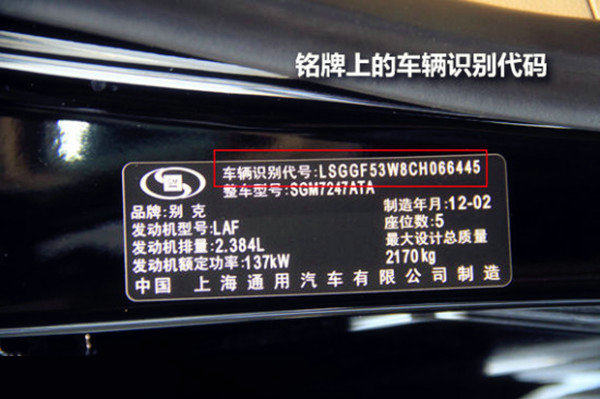 铭牌上的车辆识别代码
车辆识别代号:LSGGF53W8CH066445
整车型号:SGM7247ATA
品牌:别克
制造年月:12-02
发动机型号:LAF
座位数:5
发动机排量:2.384L
最大设计总质量
发动机额定功率:137kW
2170kg
中国 上海通用汽车有限公司制造